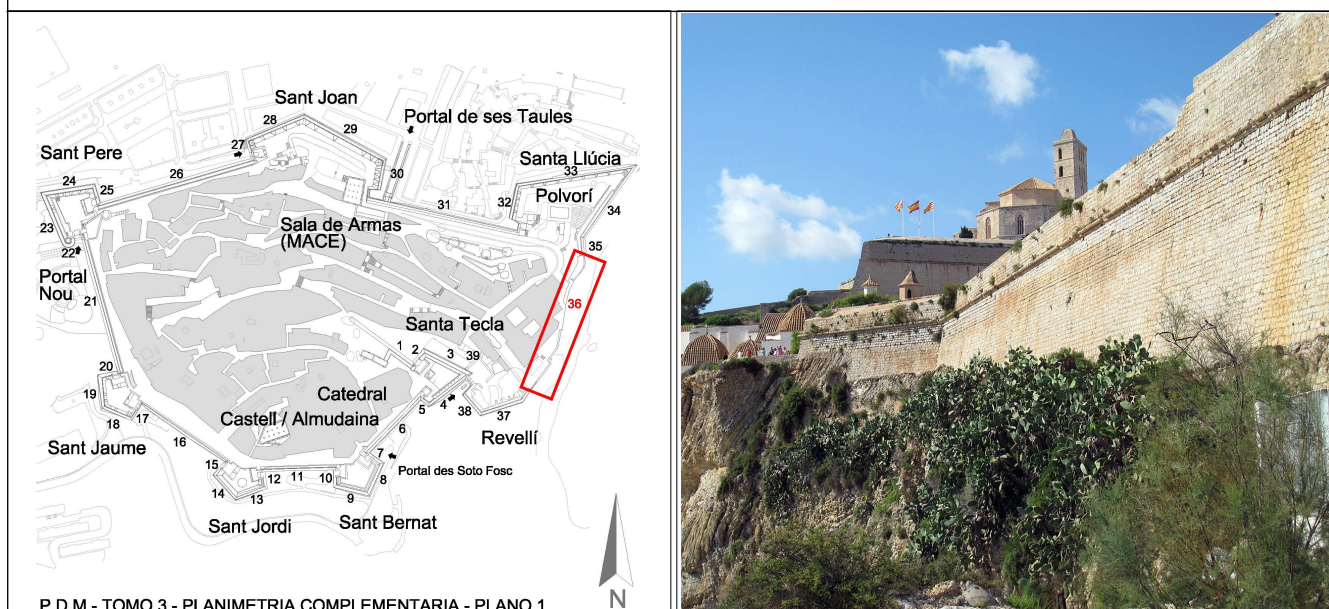 Sant Joan
28
29
Portal de ses Taules
27
Sant Pere
30
Santa Llúcia
33
24
25
26
31
32
Polvorí
34
23
Sala de Armas
(MACE)
22
35
Portal
Nou
21
36
Santa Tecla
1
2
3
39
20
19
Catedral
5
4
38
37
17
18
Castell / Almudaina
6
Revellí
16
Sant Jaume
7
Portal des Soto Fosc
15
12
11
10
8
14
13
9
Sant Jordi
Sant Bernat
N
P.D.M - TOMO 3 - PLANIMETRIA COMPLEMENTARIA - PLANO 1